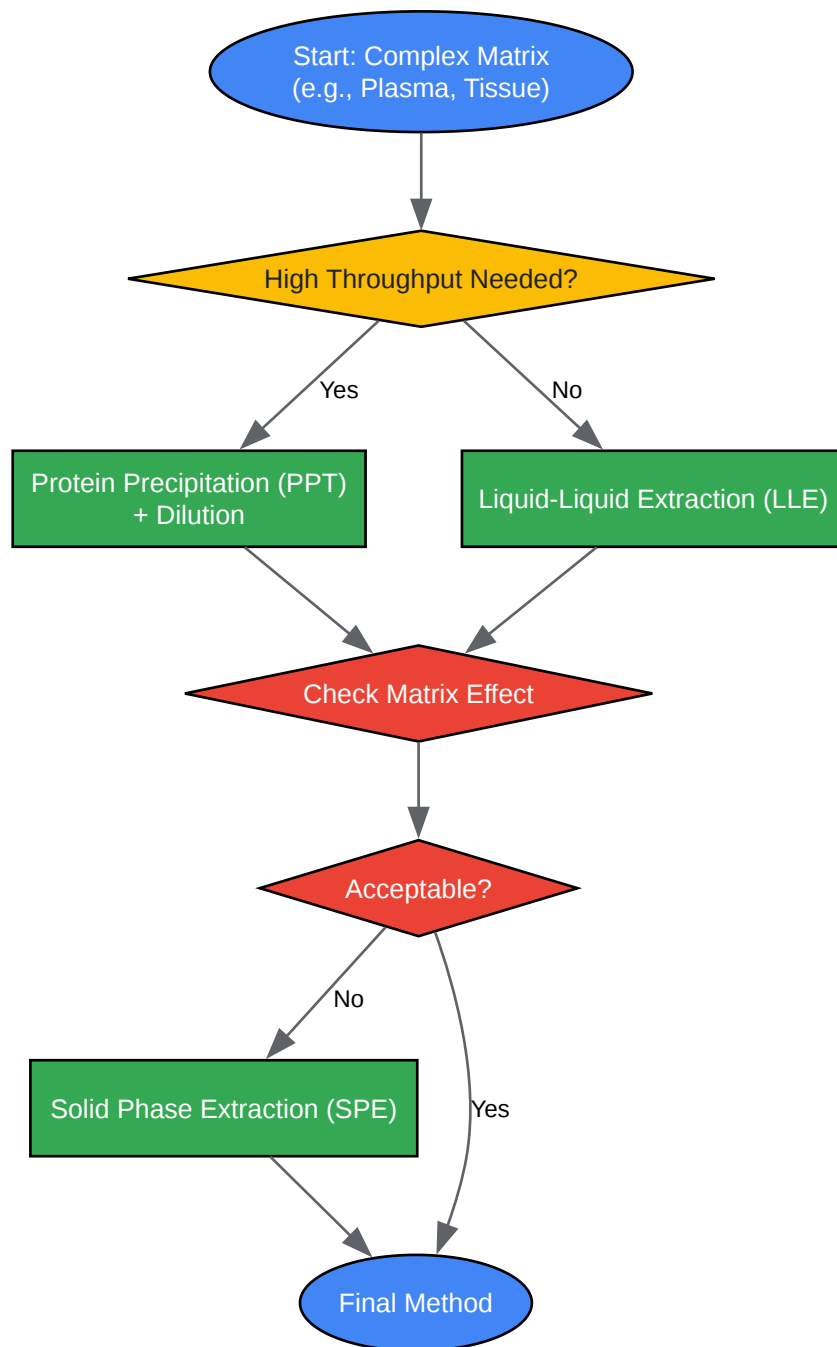 Start: Complex Matrix
(e.g., Plasma, Tissue)
High Throughput Needed?
Yes
No
Protein Precipitation (PPT)
+ Dilution
Liquid-Liquid Extraction (LLE)
Check Matrix Effect
Acceptable?
No
Solid Phase Extraction (SPE)
Yes
Final Method